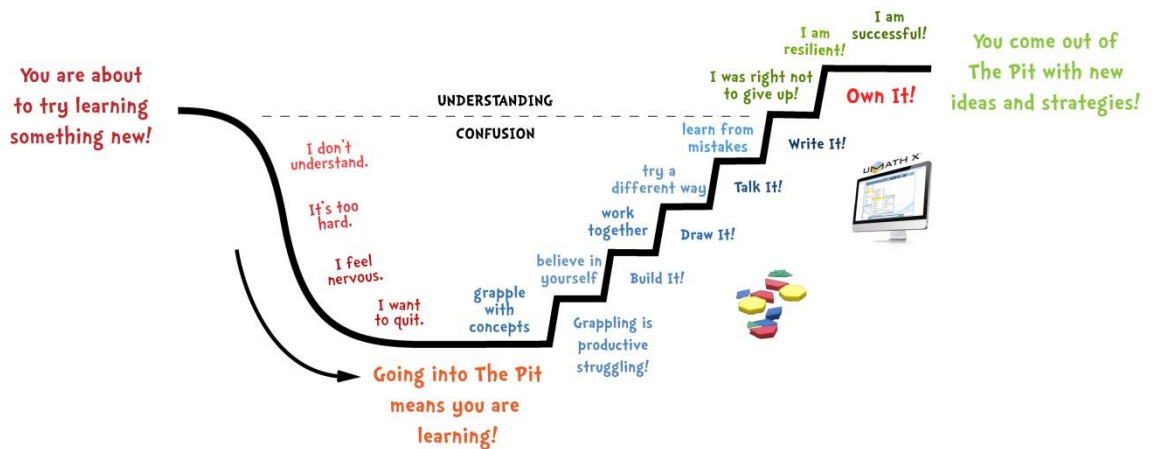 You are about
to try learning
something new!
UNDERSTANDING
CONFUSION
I don't
understand.
It's too
hard.
I feel
nervous.
I want
to quit.
Going into The Pit
means you are
learning!
grapple
with
concepts
Grappling is
productive
struggling!
believe in
yourself
Build It!
work
together
Draw It!
try a
different way
Talk It!
learn from
mistakes
Write It!
I was right not
to give up!
Own It!
I am
resilient!
I am
successful!
You come out of
The Pit with new
ideas and strategies!
UMATH X